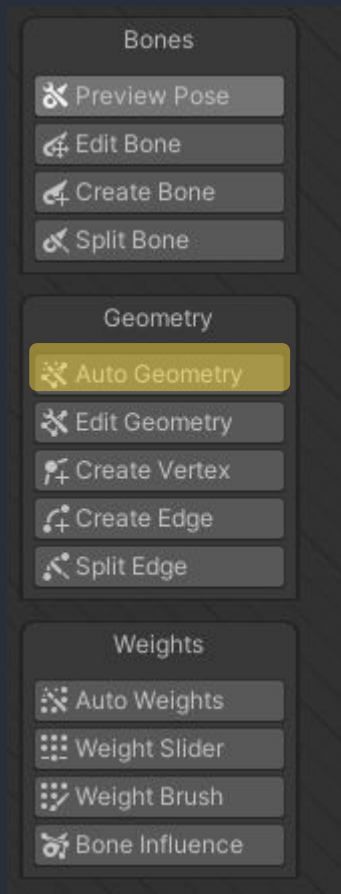 Bones
Preview Pose
Edit Bone
Create Bone
Split Bone
Geometry
Auto Geometry
Edit Geometry
Create Vertex
Create Edge
Split Edge
Weights
Auto Weights
Weight Slider
Weight Brush
Bone Influence